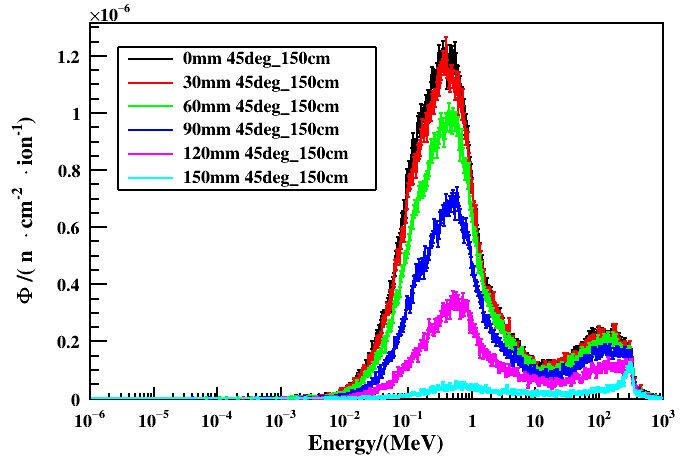 ×10⁻⁶
Φ /( n · cm⁻² · ion⁻¹)
1.2
1
0.8
0.6
0.4
0.2
0
0mm 45deg_150cm
30mm 45deg_150cm
60mm 45deg_150cm
90mm 45deg_150cm
120mm 45deg_150cm
150mm 45deg_150cm
10⁻⁶ 10⁻⁵ 10⁻⁴ 10⁻³ 10⁻² 10⁻¹ 1 10 10² 10³
Energy/(MeV)